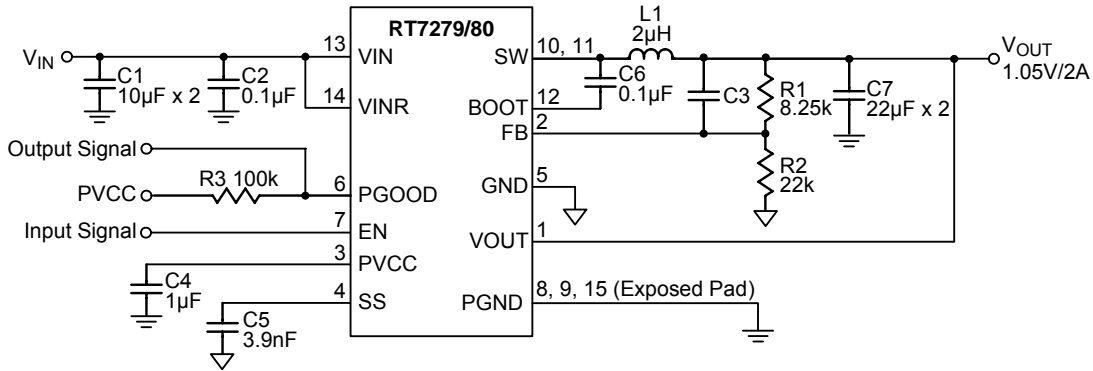 RT7279/80
VIN
C1
10µF x 2
C2
0.1µF
13
VIN
14
VINR
Output Signal
PVCC
R3 100k
6
PGOOD
Input Signal
7
EN
3
PVCC
C4
1µF
4
SS
C5
3.9nF
SW
10, 11
L1
2µH
C6
0.1µF
BOOT
12
FB
2
C3
R1
8.25k
C7
22µF x 2
VOUT
1.05V/2A
R2
22k
GND
5
VOUT
1
PGND
8, 9, 15 (Exposed Pad)